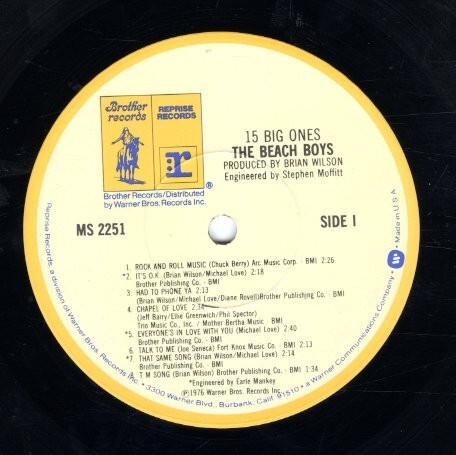 Brother
records
REPRISE
RECORDS
r
®
Brother Records/Distributed
by Warner Bros. Records Inc.
15 BIG ONES
THE BEACH BOYS
PRODUCED BY BRIAN WILSON
Engineered by Stephen Moffitt
MS 2251
SIDE 1
1. ROCK AND ROLL MUSIC (Chuck Berry) Arc Music Corp. - BMI 2:26
*2. IT'S O.K. (Brian Wilson/Michael Love) 2:18
Brother Publishing Co. - BMI
3. HAD TO PHONE YA 2:13
(Brian Wilson/Michael Love/Diane Rovell)Brother Publishing Co. - BMI
4. CHAPEL OF LOVE
(Jeff Barry/Ellie Greenwich/Phil Spector)
Trio Music Co., Inc. / Mother Bertha Music - BMI
*5. EVERYONE'S IN LOVE WITH YOU (Michael Love) 2:40
Brother Publishing Co. - BMI
6. TALK TO ME (Joe Seneca) Fort Knox Music Co. - BMI
*7. THAT SAME SONG (Brian Wilson/Michael Love) 2:14
Brother Publishing Co. - BMI
8. T M SONG (Brian Wilson) Brother Publishing Co. - BMI 1:34
*Engineered by Earle Mankey
℗1976 Warner Bros. Records Inc.
Reprise Records, a division of Warner Bros. Records Inc. • 3300 Warner Blvd., Burbank, Calif. 91510 • a Warner Communications Company. W • Made in U.S.A.